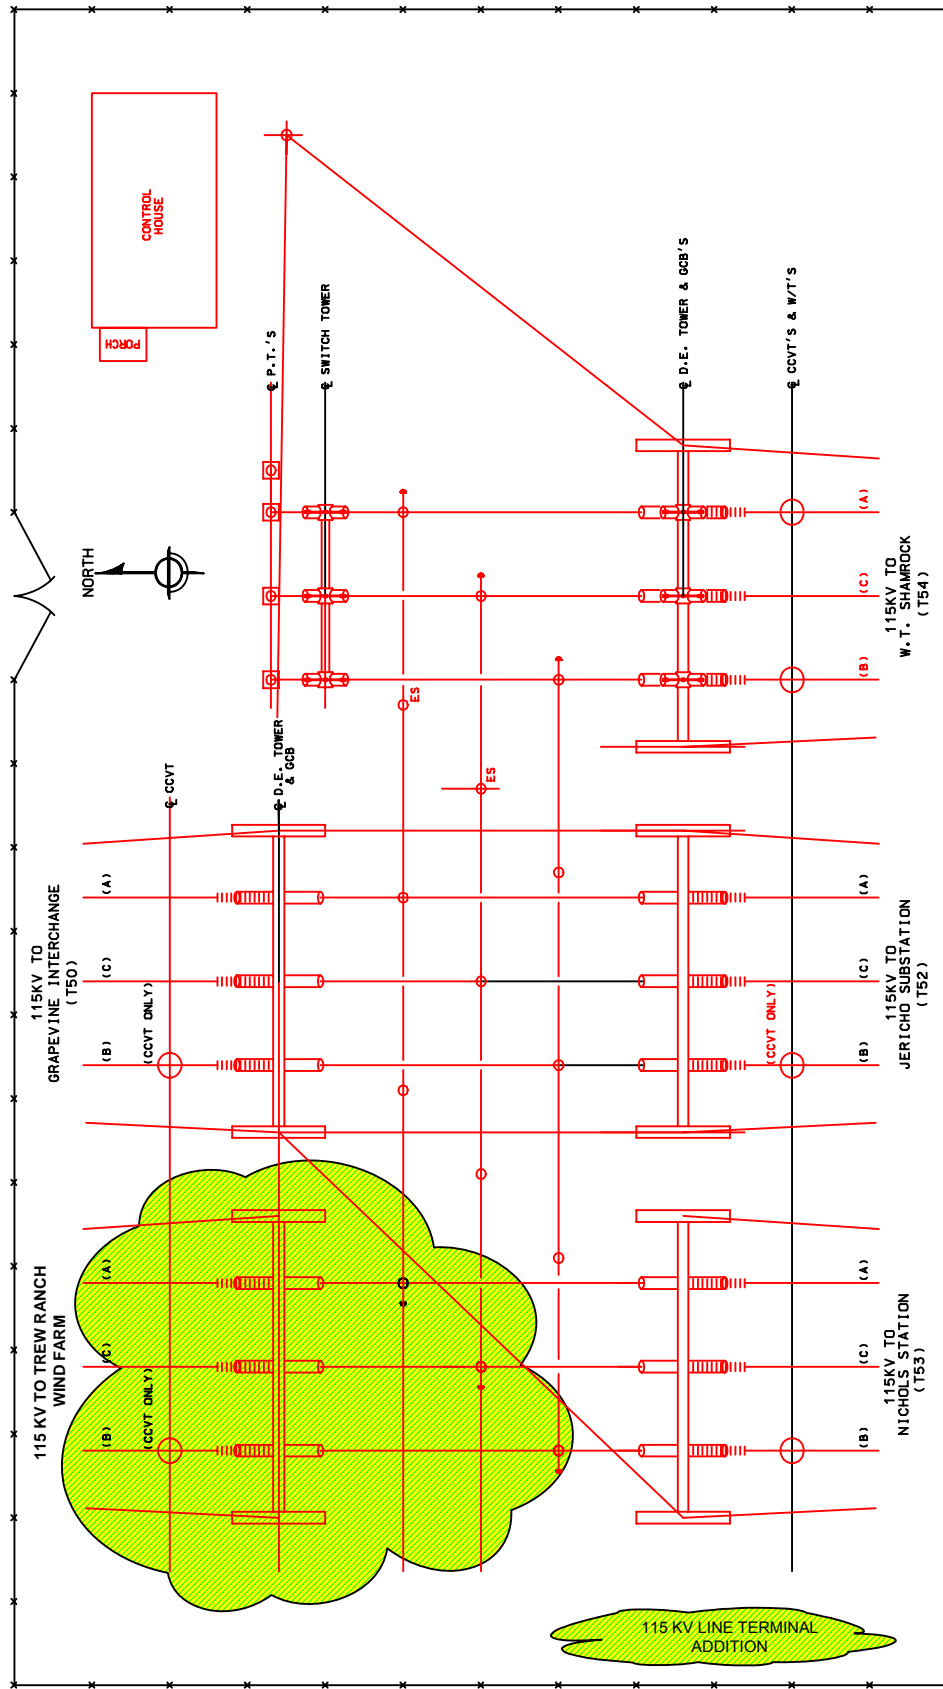 CONTROL
HOUSE
PORCH
℄ P.T.'S
℄ SWITCH TOWER
℄ D.E. TOWER & GCB'S
℄ CCVT'S & W/T'S
NORTH
(A)
(C)
(B)
115KV TO
W.T. SHAMROCK
(T54)
ES
ES
℄ CCVT
℄ D.E. TOWER
& GCB
115KV TO
GRAPEVINE INTERCHANGE
(T50)
(A)
(C)
(B)
(CCVT ONLY)
(CCVT ONLY)
(A)
(C)
(B)
115KV TO
JERICHO SUBSTATION
(T52)
115 KV TO TREW RANCH
WIND FARM
(A)
(C)
(B)
(CCVT ONLY)
(A)
(C)
(B)
115KV TO
NICHOLS STATION
(T53)
115 KV LINE TERMINAL
ADDITION